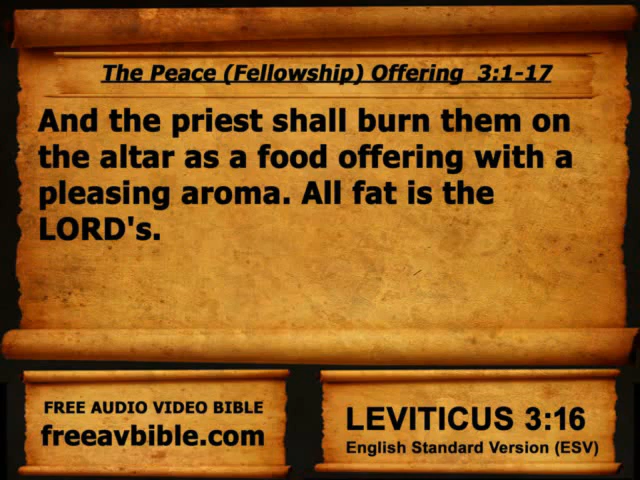 The Peace (Fellowship) Offering  3:1-17
And the priest shall burn them on
the altar as a food offering with a
pleasing aroma. All fat is the
LORD's.
FREE AUDIO VIDEO BIBLE
freeavbible.com
LEVITICUS 3:16
English Standard Version (ESV)